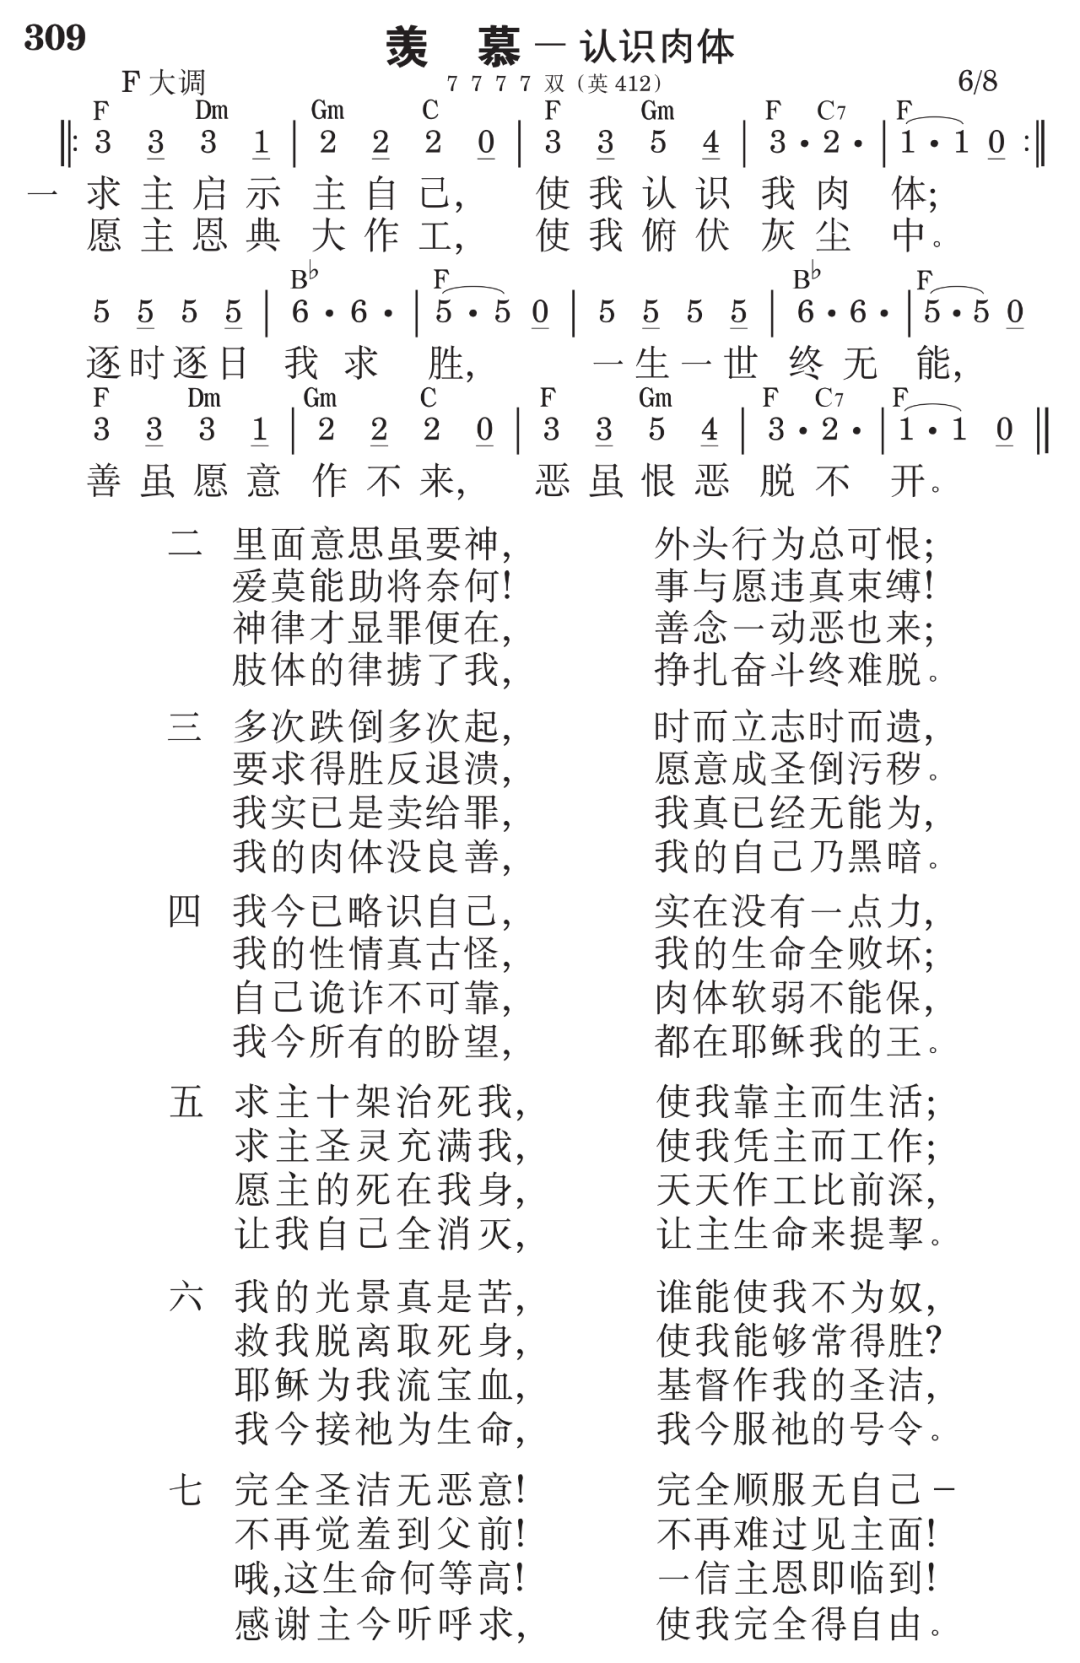 309
羡 慕 — 认识肉体
F 大调 7 7 7 7 双（英 412） 6/8
F Dm Gm C F Gm F C7 F
‖: 3 3 3 1 | 2 2 2 0 | 3 3 5 4 | 3 • 2 • | 1 • 1 0 :‖
一 求主启示 主自己， 使我认识 我肉 体；
愿主恩典 大作工， 使我俯伏 灰尘 中。
B♭ F B♭ F
5 5 5 5 | 6 • 6 • | 5 • 5 0 | 5 5 5 5 | 6 • 6 • | 5 • 5 0
逐时逐日 我求 胜， 一生一世 终无 能，
F Dm Gm C F Gm F C7 F
3 3 3 1 | 2 2 2 0 | 3 3 5 4 | 3 • 2 • | 1 • 1 0 ‖
善虽愿意 作不来， 恶虽恨恶 脱不 开。
二 里面意思虽要神， 外头行为总可恨；
爱莫能助将奈何! 事与愿违真束缚!
神律才显罪便在， 善念一动恶也来；
肢体的律掳了我， 挣扎奋斗终难脱。
三 多次跌倒多次起， 时而立志时而遗，
要求得胜反退溃， 愿意成圣倒污秽。
我实已是卖给罪， 我真已经无能为，
我的肉体没良善， 我的自己乃黑暗。
四 我今已略识自己， 实在没有一点力，
我的性情真古怪， 我的生命全败坏；
自己诡诈不可靠， 肉体软弱不能保，
我今所有的盼望， 都在耶稣我的王。
五 求主十架治死我， 使我靠主而生活；
求主圣灵充满我， 使我凭主而工作；
愿主的死在我身， 天天作工比前深，
让我自己全消灭， 让主生命来提挈。
六 我的光景真是苦， 谁能使我不为奴，
救我脱离取死身， 使我能够常得胜?
耶稣为我流宝血， 基督作我的圣洁，
我今接祂为生命， 我今服祂的号令。
七 完全圣洁无恶意! 完全顺服无自己－
不再觉羞到父前! 不再难过见主面!
哦，这生命何等高! 一信主恩即临到!
感谢主今听呼求， 使我完全得自由。